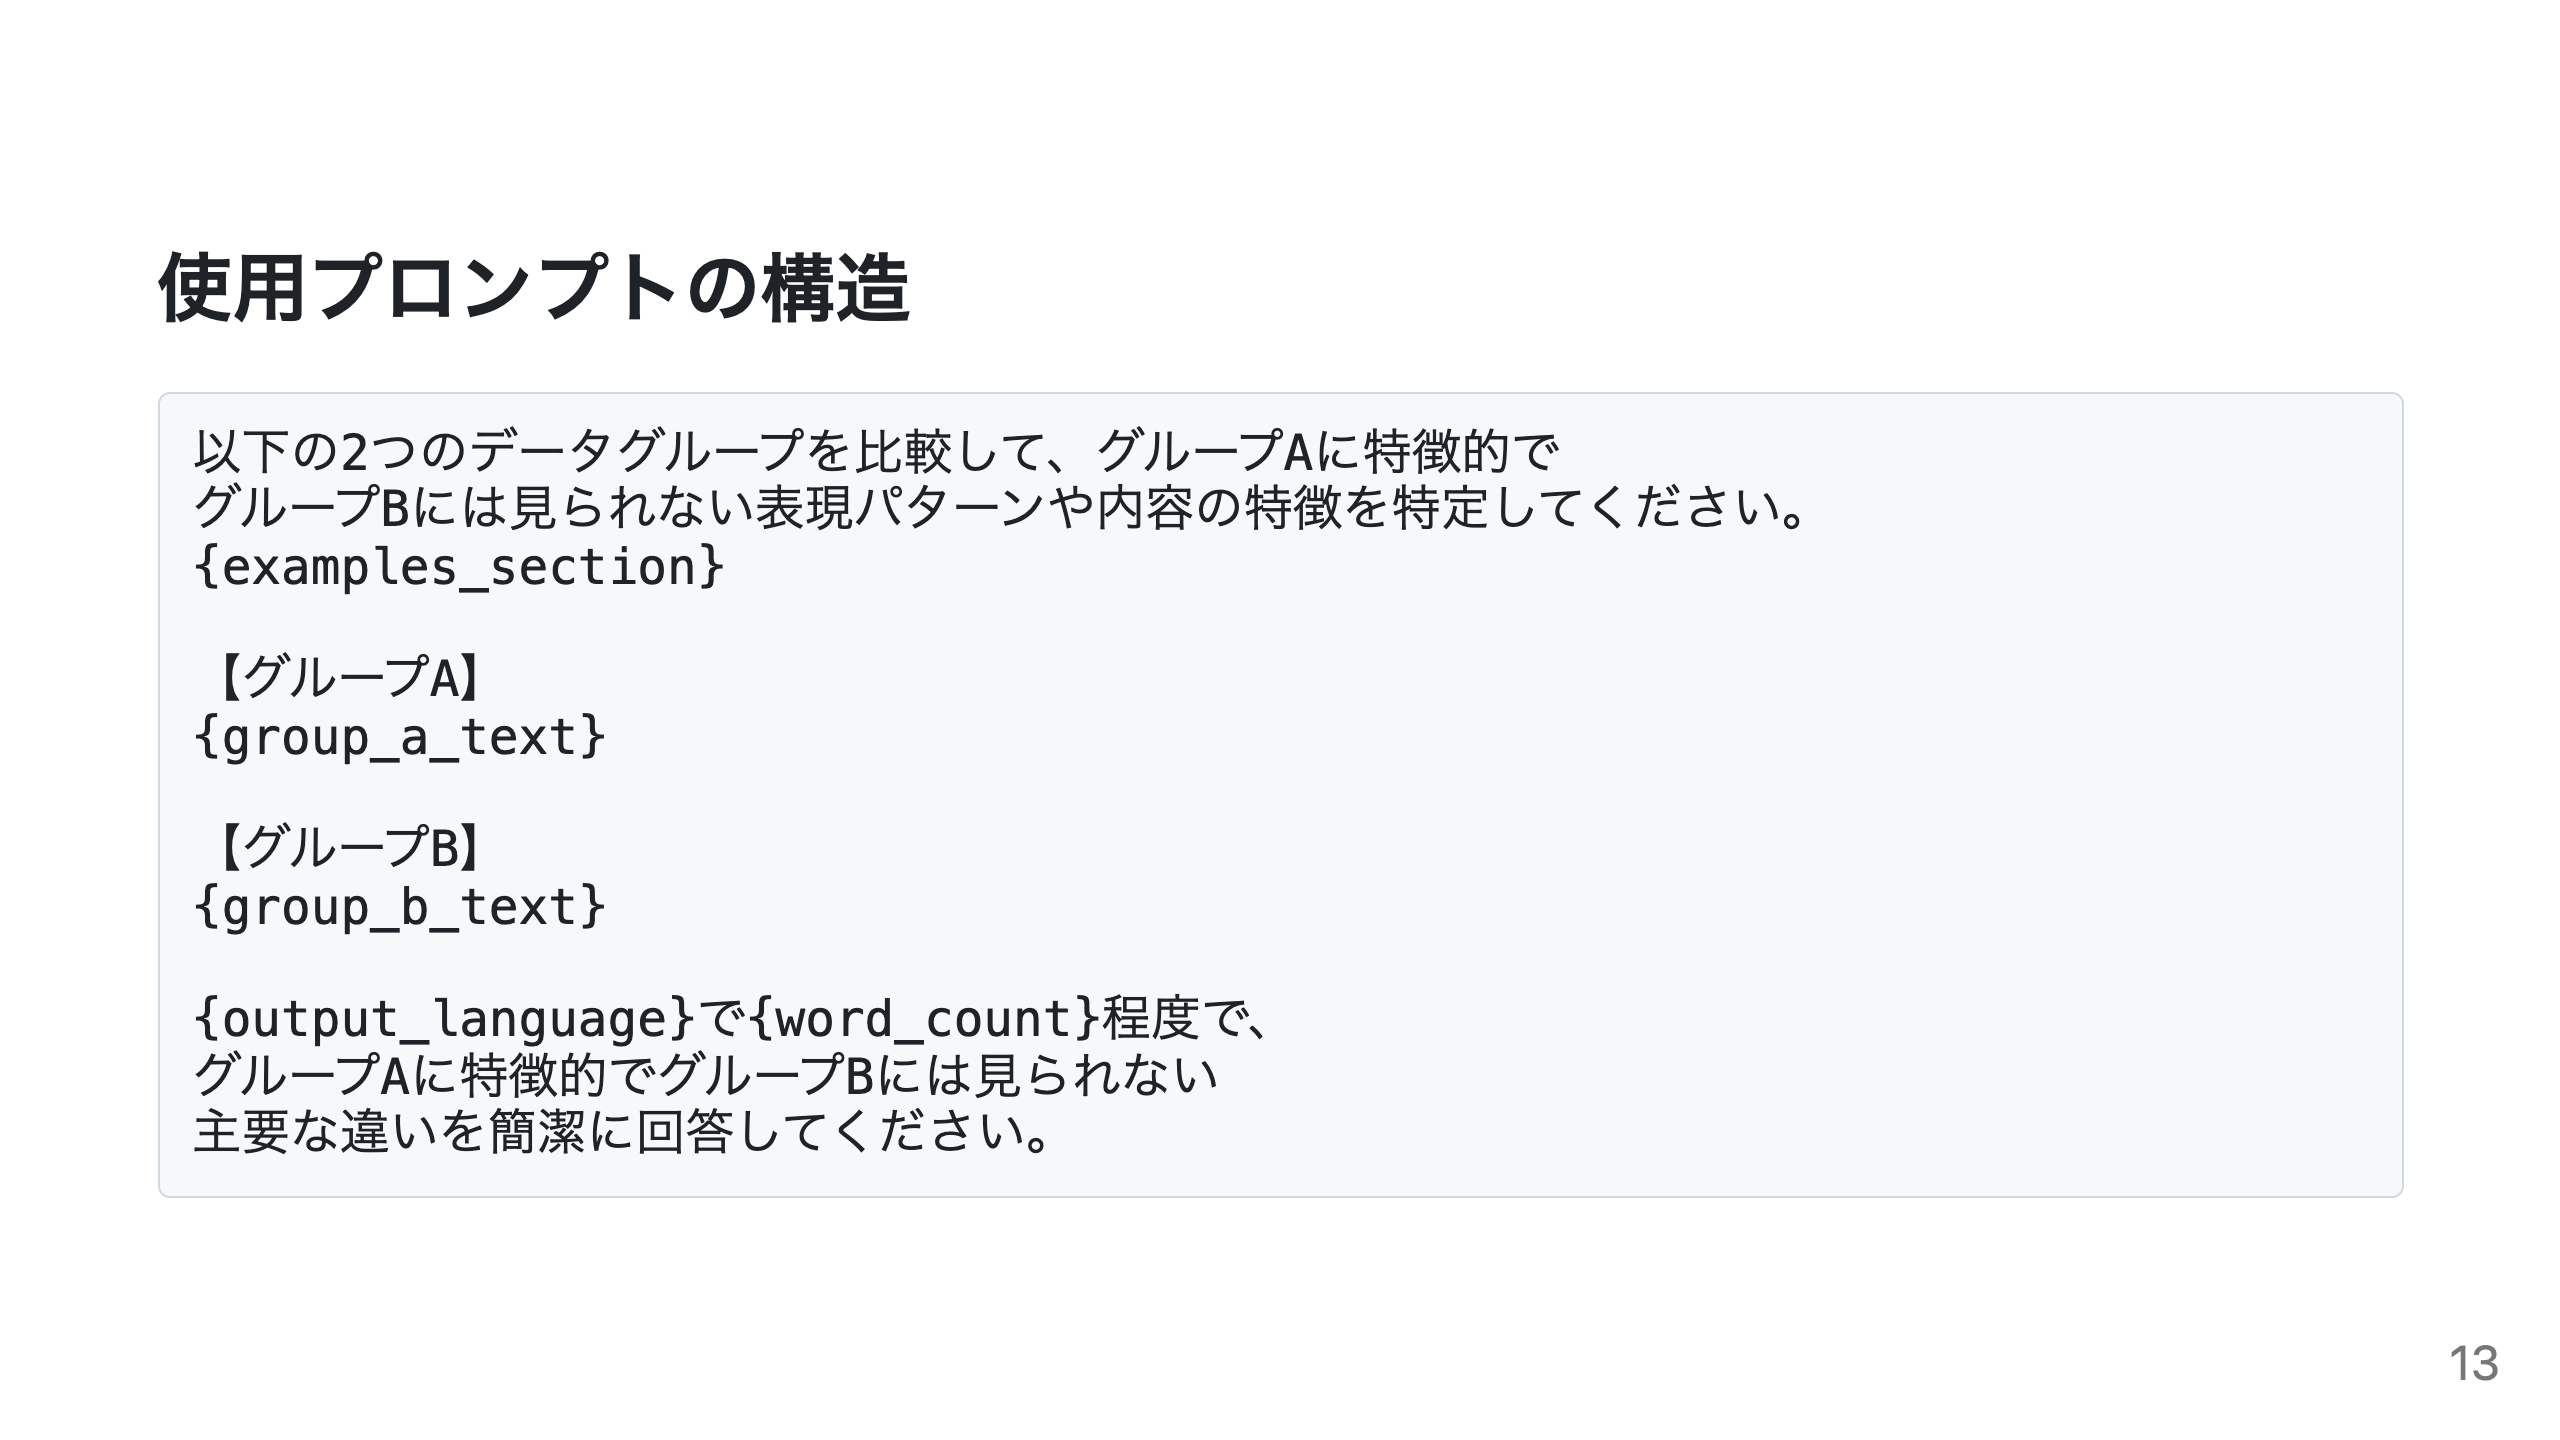 使用プロンプトの構造
以下の2つのデータグループを比較して、グループAに特徴的で
グループBには見られない表現パターンや内容の特徴を特定してください。
{examples_section}
【グループA】
{group_a_text}
【グループB】
{group_b_text}
{output_language}で{word_count}程度で、
グループAに特徴的でグループBには見られない
主要な違いを簡潔に回答してください。
13